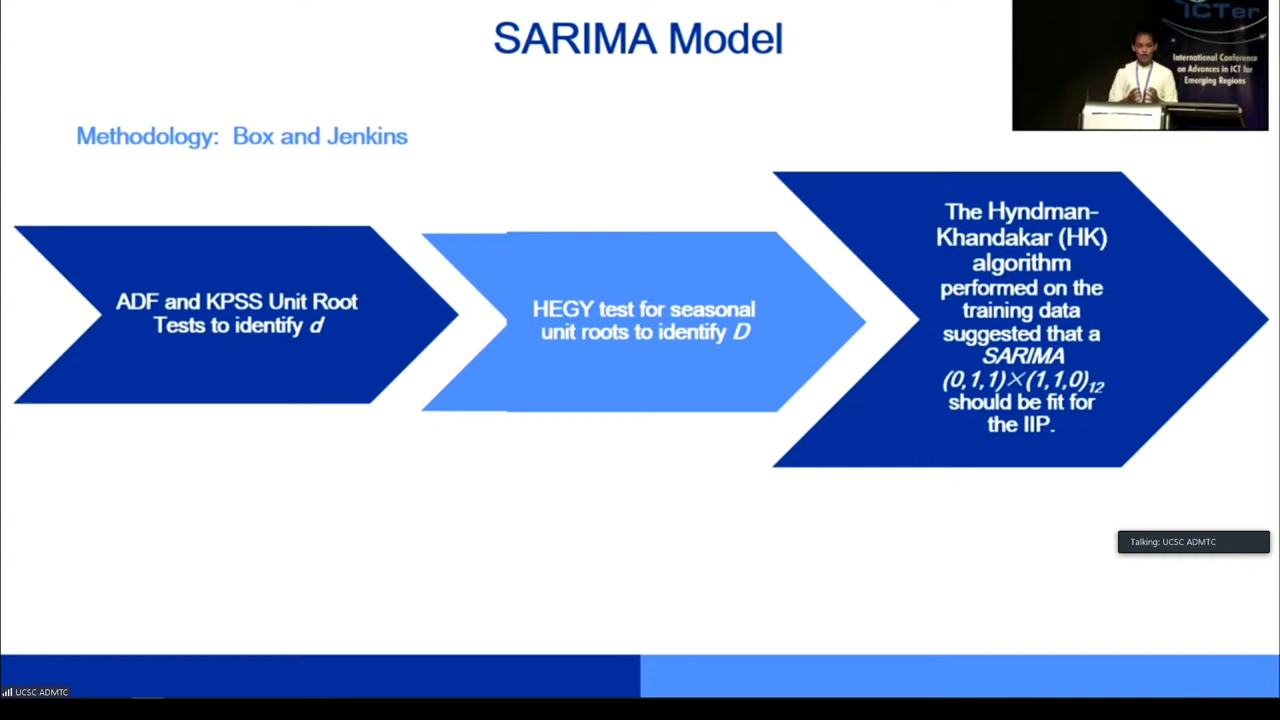 SARIMA Model
ICTer
International Conference
on Advances in ICT for
Emerging Regions
Methodology: Box and Jenkins
ADF and KPSS Unit Root
Tests to identify d
HEGY test for seasonal
unit roots to identify D
The Hyndman-
Khandakar (HK)
algorithm
performed on the
training data
suggested that a
SARIMA
(0,1,1)×(1,1,0)12
should be fit for
the IIP.
Talking: UCSC ADMTC
UCSC ADMTC